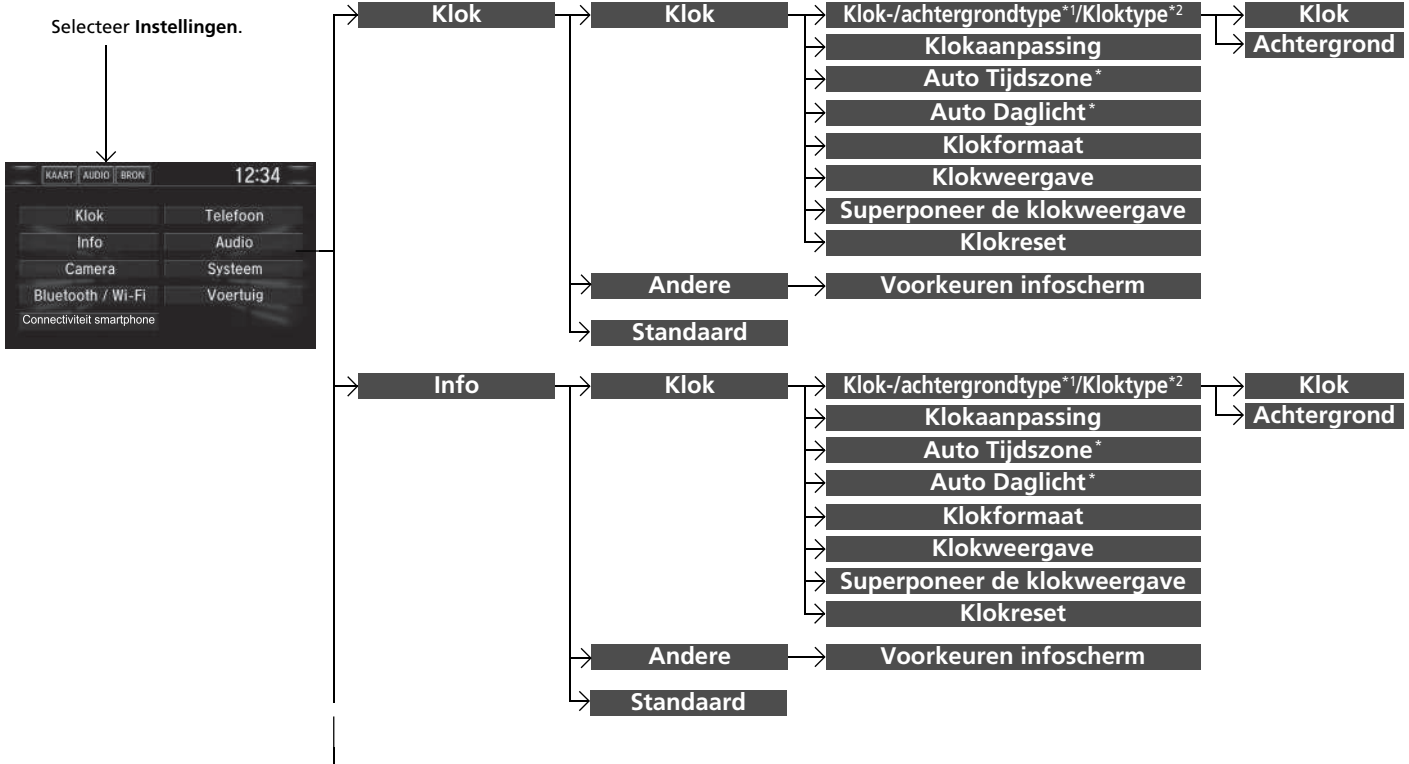 Selecteer Instellingen.
KAART AUDIO BRON 12:34
Klok Telefoon
Info Audio
Camera Systeem
Bluetooth / Wi-Fi Voertuig
Connectiviteit smartphone
Klok
Klok
Klok-/achtergrondtype*1/Kloktype*2
Klok
Achtergrond
Klokaanpassing
Auto Tijdszone*
Auto Daglicht*
Klokformaat
Klokweergave
Superponeer de klokweergave
Klokreset
Andere
Voorkeuren infoscherm
Standaard
Info
Klok
Klok-/achtergrondtype*1/Kloktype*2
Klok
Achtergrond
Klokaanpassing
Auto Tijdszone*
Auto Daglicht*
Klokformaat
Klokweergave
Superponeer de klokweergave
Klokreset
Andere
Voorkeuren infoscherm
Standaard